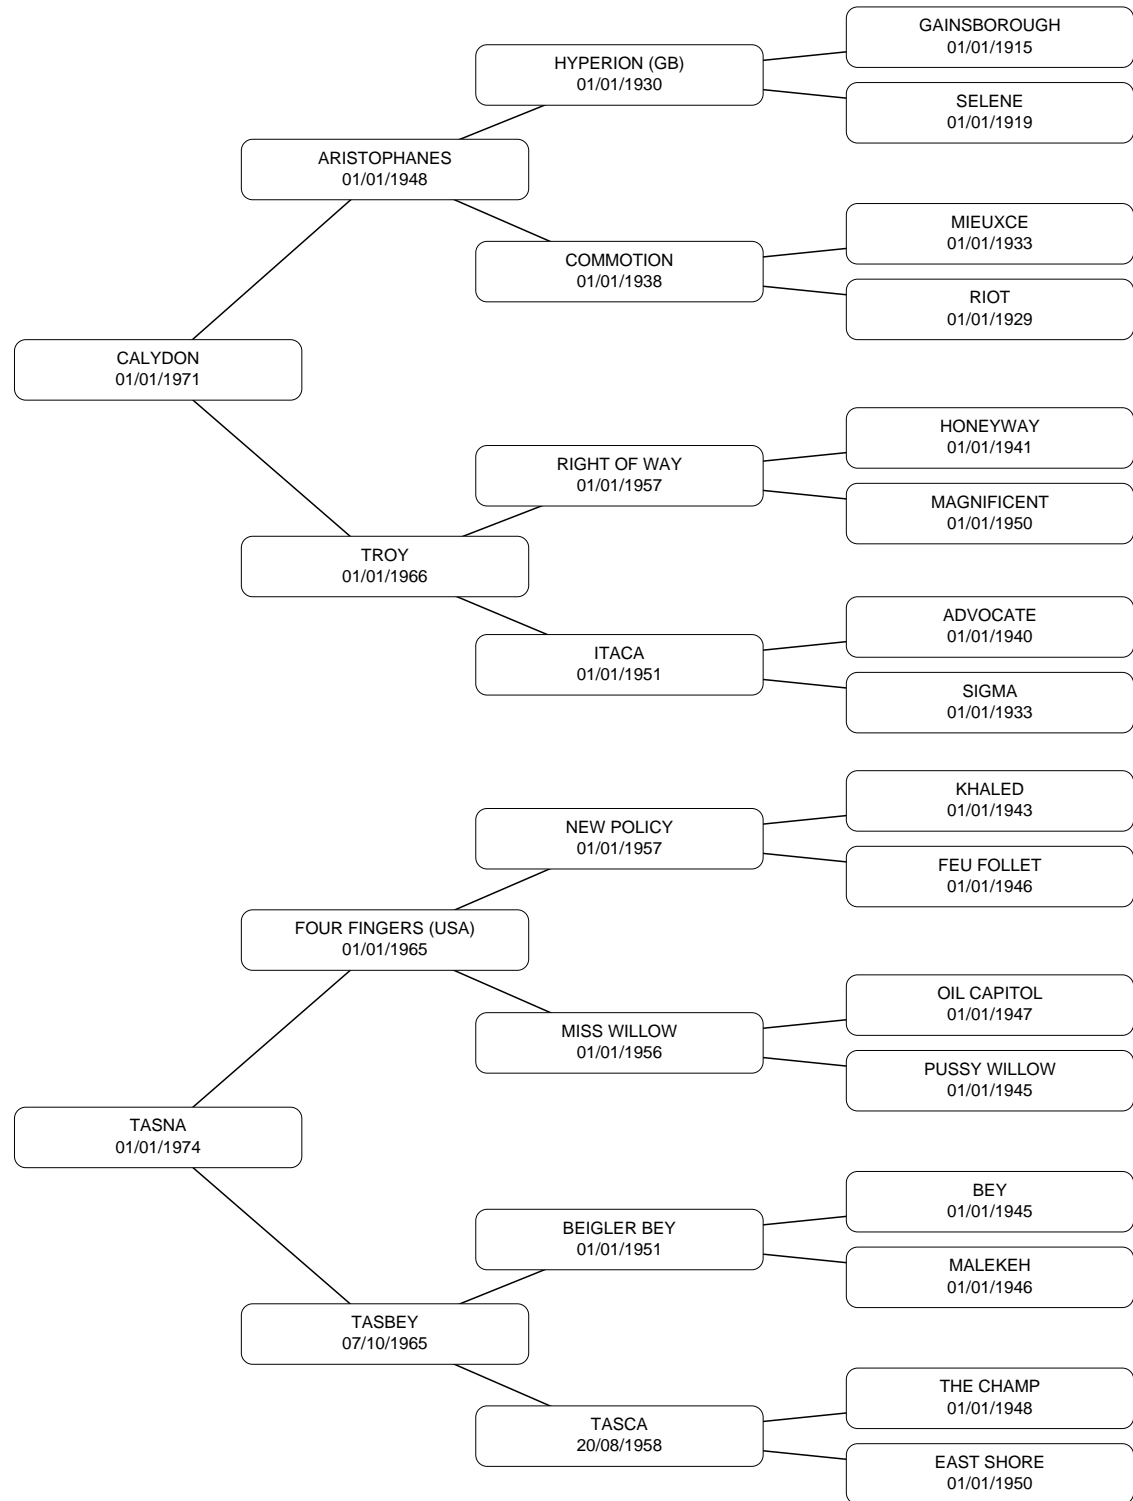 GAINSBOROUGH
01/01/1915
HYPERION (GB)
01/01/1930
SELENE
01/01/1919
ARISTOPHANES
01/01/1948
MIEUXCE
01/01/1933
COMMOTION
01/01/1938
RIOT
01/01/1929
CALYDON
01/01/1971
HONEYWAY
01/01/1941
RIGHT OF WAY
01/01/1957
MAGNIFICENT
01/01/1950
TROY
01/01/1966
ADVOCATE
01/01/1940
ITACA
01/01/1951
SIGMA
01/01/1933
KHALED
01/01/1943
NEW POLICY
01/01/1957
FEU FOLLET
01/01/1946
FOUR FINGERS (USA)
01/01/1965
OIL CAPITOL
01/01/1947
MISS WILLOW
01/01/1956
PUSSY WILLOW
01/01/1945
TASNA
01/01/1974
BEY
01/01/1945
BEIGLER BEY
01/01/1951
MALEKEH
01/01/1946
TASBEY
07/10/1965
THE CHAMP
01/01/1948
TASCA
20/08/1958
EAST SHORE
01/01/1950